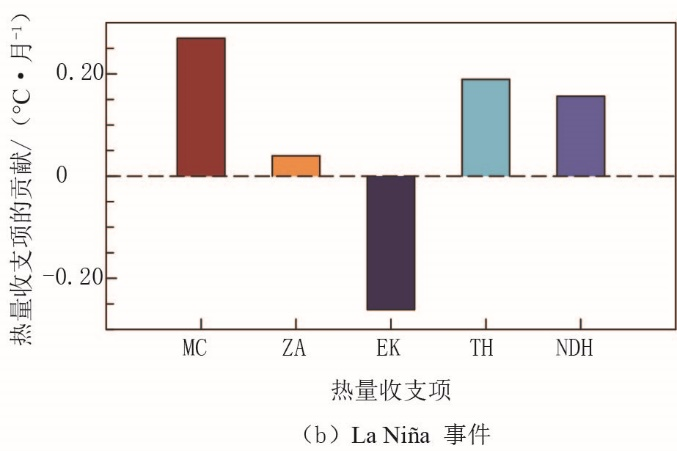 热量收支项的贡献/（℃·月⁻¹）
0.20
0
-0.20
MC ZA EK TH NDH
热量收支项
（b）La Niña 事件